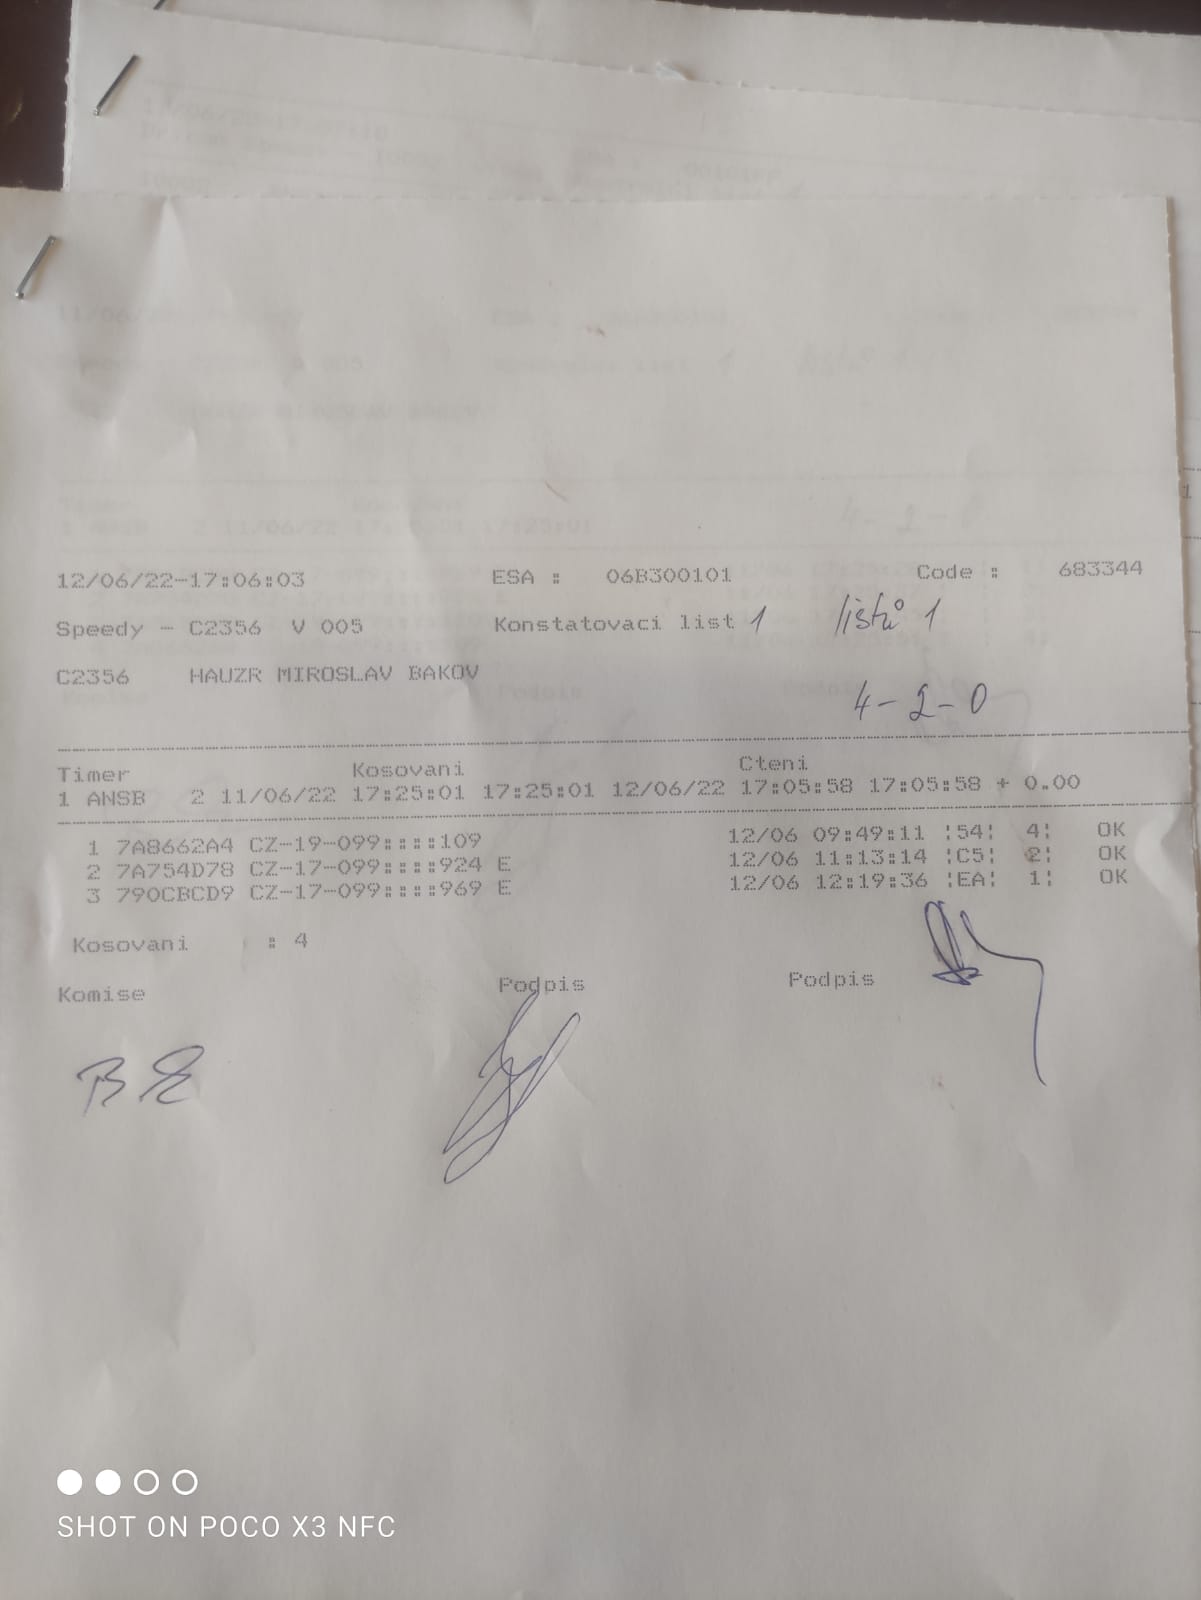 12/06/22-17:06:03 ESA : 06B300101 Code : 683344
Speedy - C2356 V 005 Konstatovaci list 1 listů 1
C2356 HAUZR MIROSLAV BAKOV
4-2-0
Timer Kosovani Cteni
1 ANSB 2 11/06/22 17:25:01 17:25:01 12/06/22 17:05:58 17:05:58 + 0.00
1 7A8662A4 CZ-19-099::::109 12/06 09:49:11 ¦54¦ 4¦ OK
2 7A754D78 CZ-17-099::::924 E 12/06 11:13:14 ¦C5¦ 2¦ OK
3 790CBCD9 CZ-17-099::::969 E 12/06 12:19:36 ¦EA¦ 1¦ OK
Kosovani : 4
Komise Podpis Podpis
SHOT ON POCO X3 NFC